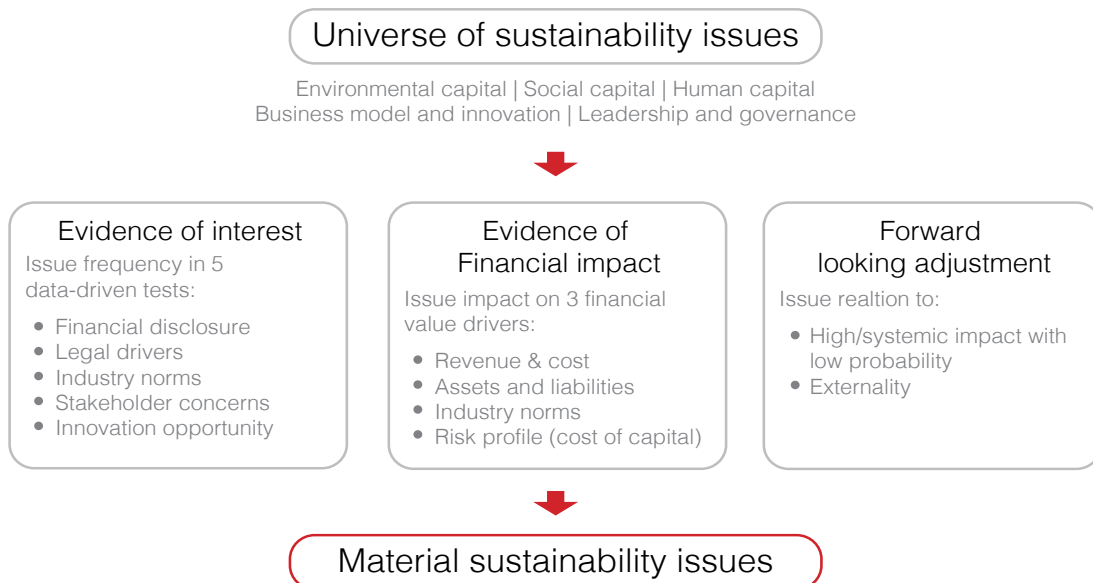 Universe of sustainability issues
Environmental capital | Social capital | Human capital
Business model and innovation | Leadership and governance
Evidence of interest
Issue frequency in 5
data-driven tests:
• Financial disclosure
• Legal drivers
• Industry norms
• Stakeholder concerns
• Innovation opportunity
Evidence of
Financial impact
Issue impact on 3 financial
value drivers:
• Revenue & cost
• Assets and liabilities
• Industry norms
• Risk profile (cost of capital)
Forward
looking adjustment
Issue realtion to:
• High/systemic impact with
low probability
• Externality
Material sustainability issues